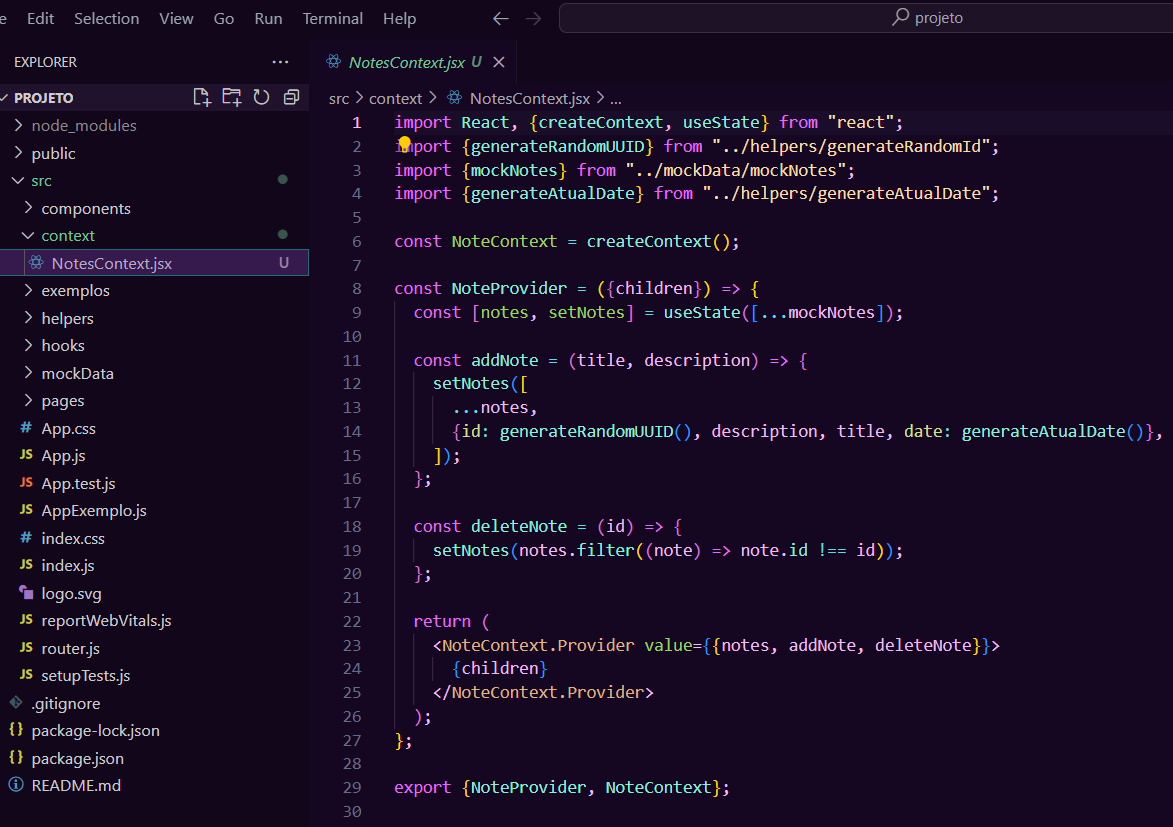 e Edit Selection View Go Run Terminal Help ← → projeto
EXPLORER ...
PROJETO
node_modules
public
src
components
context
NotesContext.jsx U
exemplos
helpers
hooks
mockData
pages
# App.css
JS App.js
JS App.test.js
JS AppExemplo.js
# index.css
JS index.js
logo.svg
JS reportWebVitals.js
JS router.js
JS setupTests.js
.gitignore
{} package-lock.json
{} package.json
README.md
NotesContext.jsx U ×
src > context > NotesContext.jsx > ...
1 import React, {createContext, useState} from "react";
2 import {generateRandomUUID} from "../helpers/generateRandomId";
3 import {mockNotes} from "../mockData/mockNotes";
4 import {generateAtualDate} from "../helpers/generateAtualDate";
5
6 const NoteContext = createContext();
7
8 const NoteProvider = ({children}) => {
9   const [notes, setNotes] = useState([...mockNotes]);
10
11   const addNote = (title, description) => {
12     setNotes([
13       ...notes,
14       {id: generateRandomUUID(), description, title, date: generateAtualDate()},
15     ]);
16   };
17
18   const deleteNote = (id) => {
19     setNotes(notes.filter((note) => note.id !== id));
20   };
21
22   return (
23     <NoteContext.Provider value={{notes, addNote, deleteNote}}>
24       {children}
25     </NoteContext.Provider>
26   );
27 };
28
29 export {NoteProvider, NoteContext};
30